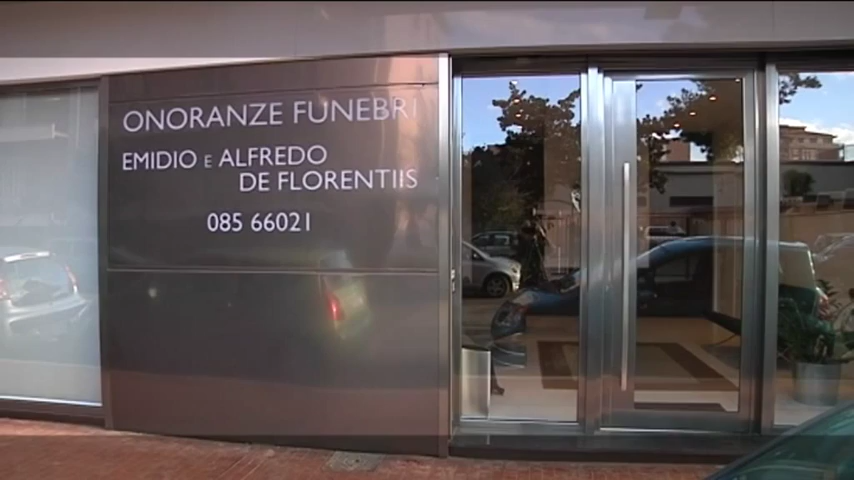 ONORANZE FUNEBRI
EMIDIO E ALFREDO
DE FLORENTIIS
085 66021